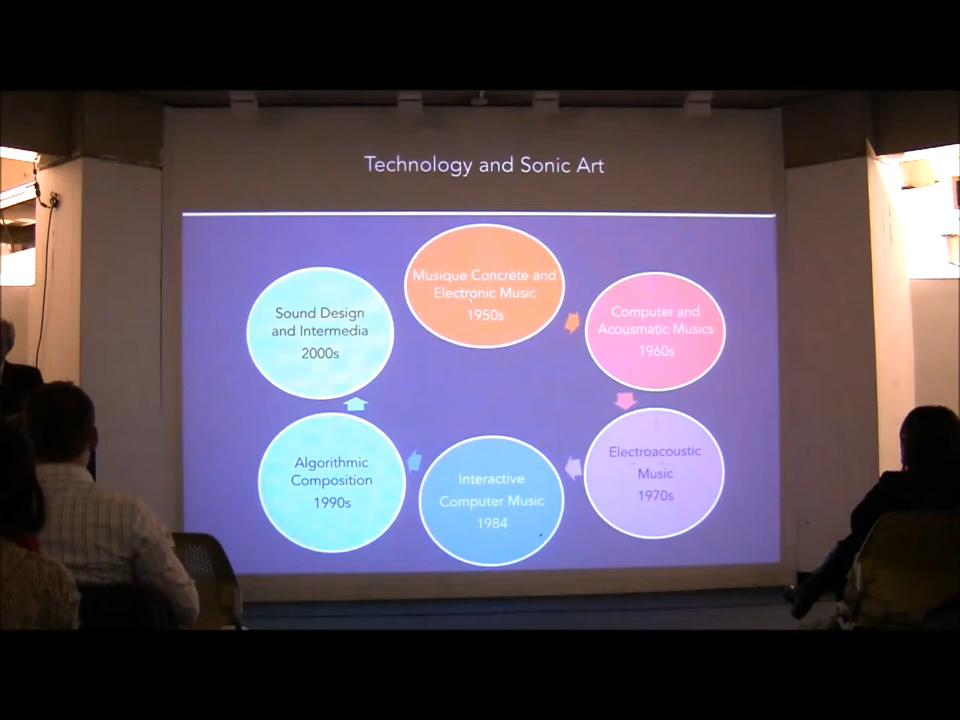 Technology and Sonic Art
Musique Concrète and
Electronic Music
1950s
Computer and
Acousmatic Musics
1960s
Electroacoustic
Music
1970s
Interactive
Computer Music
1984
Algorithmic
Composition
1990s
Sound Design
and Intermedia
2000s